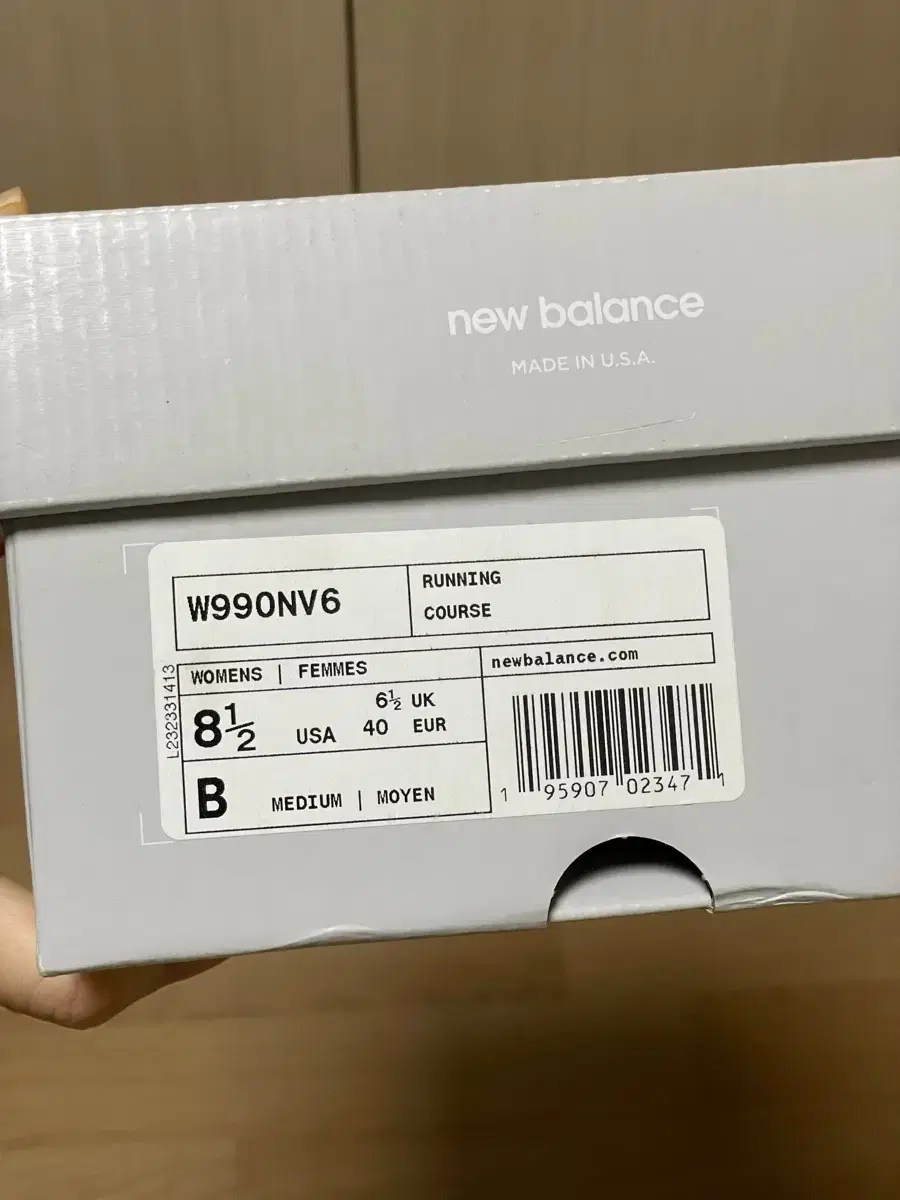 new balance
MADE IN U.S.A.
W990NV6
RUNNING
COURSE
L232331413
WOMENS | FEMMES
newbalance.com
8½ USA
6½ UK
40 EUR
B MEDIUM | MOYEN
1 95907 02347 1